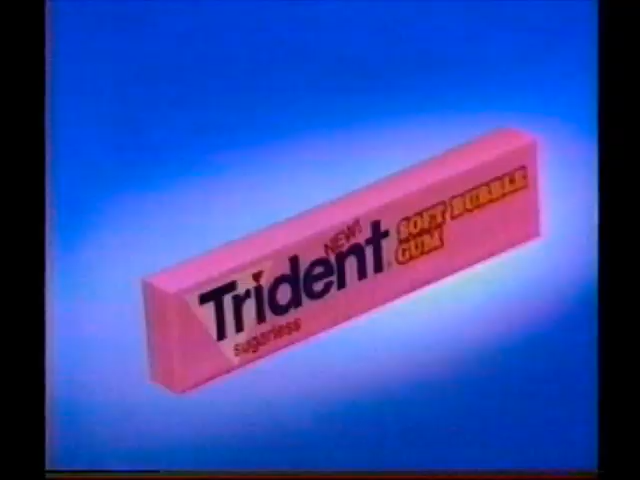 NEW!
Trident
sugarless
SOFT BUBBLE
GUM